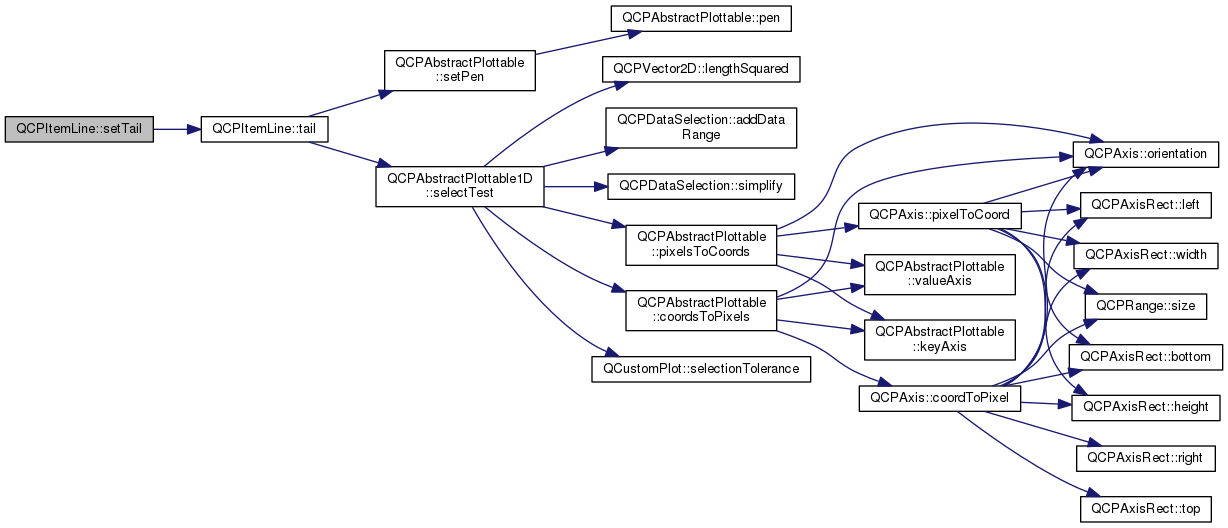 QCPItemLine::setTail
QCPItemLine::tail
QCPAbstractPlottable
::setPen
QCPAbstractPlottable::pen
QCPAbstractPlottable1D
::selectTest
QCPVector2D::lengthSquared
QCPDataSelection::addData
Range
QCPDataSelection::simplify
QCPAbstractPlottable
::pixelsToCoords
QCPAbstractPlottable
::coordsToPixels
QCustomPlot::selectionTolerance
QCPAxis::pixelToCoord
QCPAbstractPlottable
::valueAxis
QCPAbstractPlottable
::keyAxis
QCPAxis::coordToPixel
QCPAxis::orientation
QCPAxisRect::left
QCPAxisRect::width
QCPRange::size
QCPAxisRect::bottom
QCPAxisRect::height
QCPAxisRect::right
QCPAxisRect::top